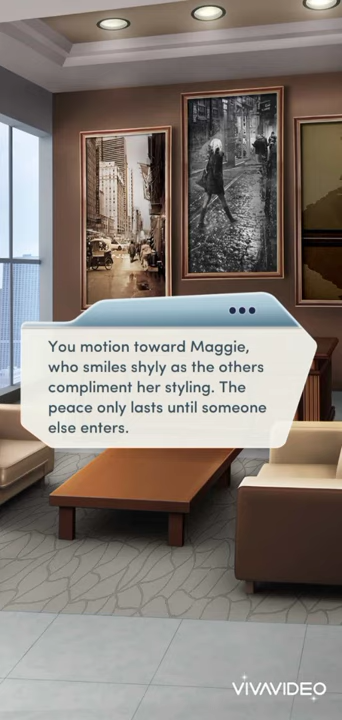 You motion toward Maggie,
who smiles shyly as the others
compliment her styling. The
peace only lasts until someone
else enters.
VIVAVIDEO